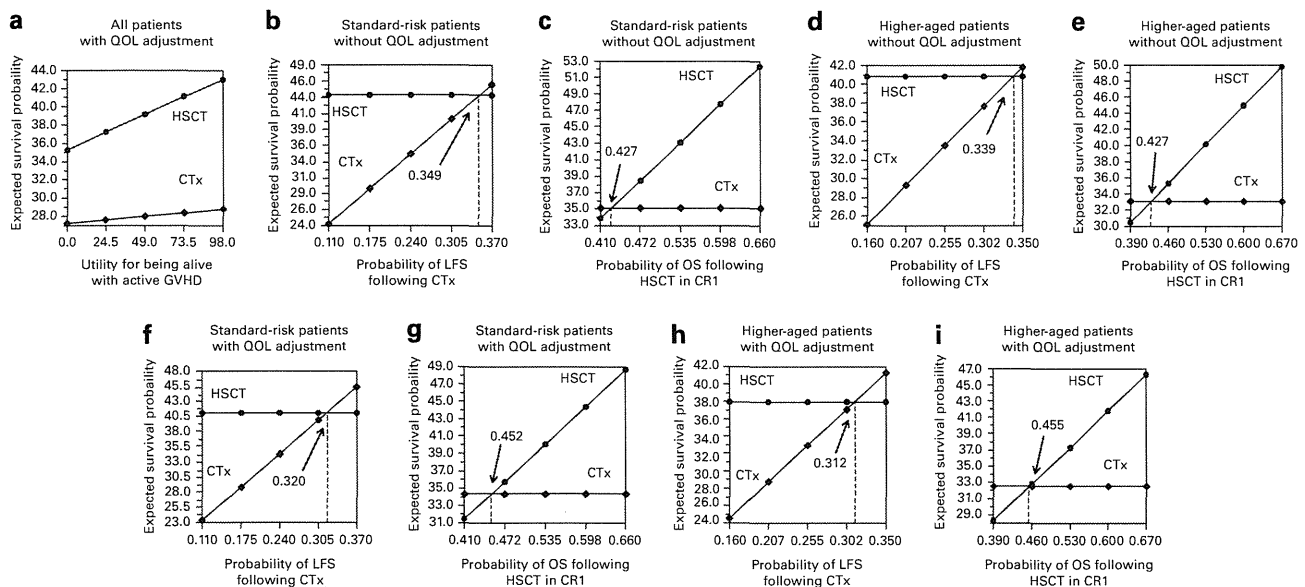 a
All patients
with QOL adjustment
Expected survival probaility
44.0
42.0
40.0
38.0
36.0
34.0
32.0
30.0
28.0
HSCT
CTx
0.0 24.5 49.0 73.5 98.0
Utility for being alive
with active GVHD
b
Standard-risk patients
without QOL adjustment
Expected survival probaility
49.0
46.5
44.0
41.5
39.0
36.5
34.0
31.5
29.0
26.5
24.0
HSCT
CTx
0.349
0.110 0.175 0.240 0.305 0.370
Probability of LFS
following CTx
c
Standard-risk patients
without QOL adjustment
Expected survival probaility
53.0
51.0
49.0
47.0
45.0
43.0
41.0
39.0
37.0
35.0
33.0
HSCT
0.427
CTx
0.410 0.472 0.535 0.598 0.660
Probability of OS following
HSCT in CR1
d
Higher-aged patients
without QOL adjustment
Expected survival probaility
42.0
40.0
38.0
36.0
34.0
32.0
30.0
28.0
26.0
HSCT
CTx
0.339
0.160 0.207 0.255 0.302 0.350
Probability of LFS
following CTx
e
Higher-aged patients
without QOL adjustment
Expected survival probaility
50.0
48.0
46.0
44.0
42.0
40.0
38.0
36.0
34.0
32.0
30.0
HSCT
0.427
CTx
0.390 0.460 0.530 0.600 0.670
Probability of OS following
HSCT in CR1
f
Standard-risk patients
with QOL adjustment
Expected survival probaility
48.0
45.5
43.0
40.5
38.0
35.5
33.0
30.5
28.0
25.5
23.0
HSCT
CTx
0.320
0.110 0.175 0.240 0.305 0.370
Probability of LFS
following CTx
g
Standard-risk patients
with QOL adjustment
Expected survival probaility
49.0
47.0
45.0
43.0
41.0
39.0
37.0
35.0
33.0
31.0
HSCT
0.452
CTx
0.410 0.472 0.535 0.598 0.660
Probability of OS following
HSCT in CR1
h
Higher-aged patients
with QOL adjustment
Expected survival probaility
42.0
40.0
38.0
36.0
34.0
32.0
30.0
28.0
26.0
24.0
HSCT
CTx
0.312
0.160 0.207 0.255 0.302 0.350
Probability of LFS
following CTx
i
Higher-aged patients
with QOL adjustment
Expected survival probaility
47.0
45.0
43.0
41.0
39.0
37.0
35.0
33.0
31.0
29.0
HSCT
0.455
CTx
0.390 0.460 0.530 0.600 0.670
Probability of OS following
HSCT in CR1